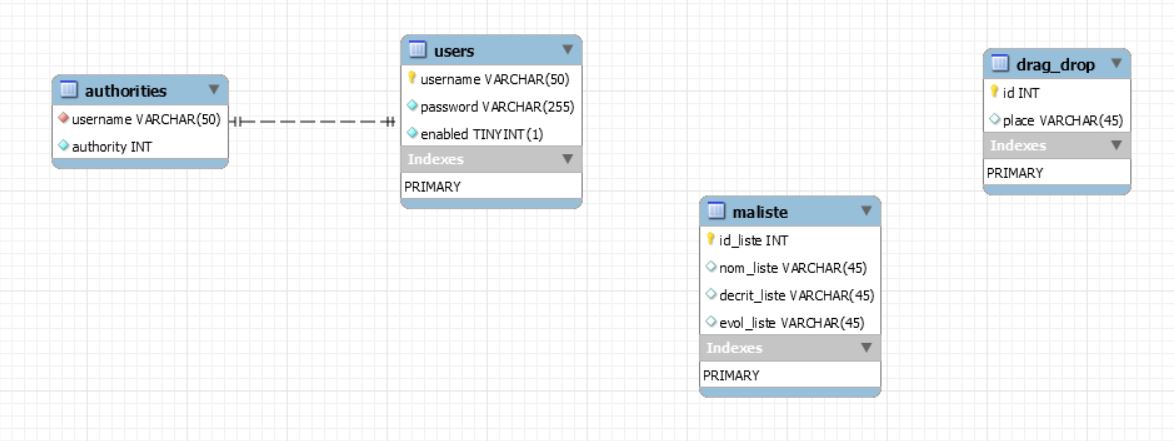 authorities
username VARCHAR(50)
authority INT
users
username VARCHAR(50)
password VARCHAR(255)
enabled TINYINT(1)
Indexes
PRIMARY
maliste
id_liste INT
nom_liste VARCHAR(45)
decrit_liste VARCHAR(45)
evol_liste VARCHAR(45)
Indexes
PRIMARY
drag_drop
id INT
place VARCHAR(45)
Indexes
PRIMARY